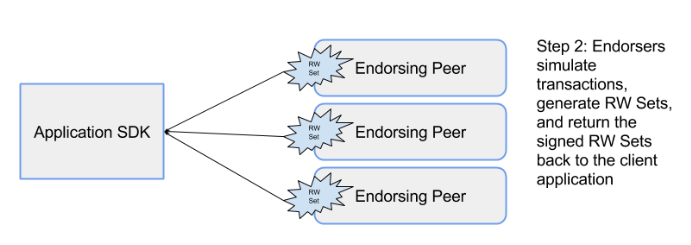 Application SDK
RW
Set
Endorsing Peer
RW
Set
Endorsing Peer
RW
Set
Endorsing Peer
Step 2: Endorsers
simulate
transactions,
generate RW Sets,
and return the
signed RW Sets
back to the client
application